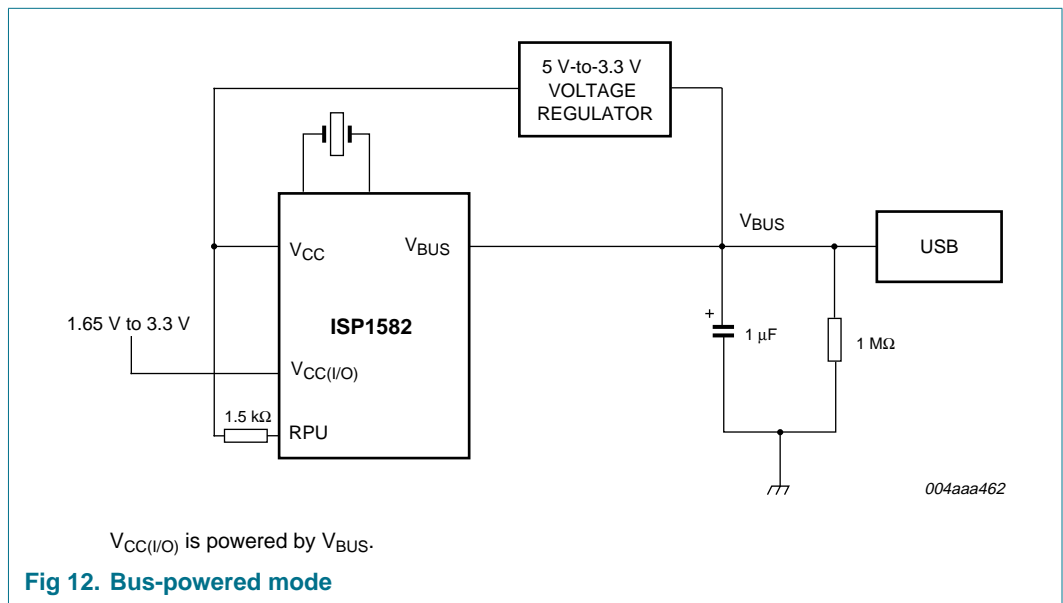 5 V-to-3.3 V
VOLTAGE
REGULATOR
VBUS
USB
VCC
VBUS
1.65 V to 3.3 V
ISP1582
+
1 μF
1 MΩ
VCC(I/O)
1.5 kΩ
RPU
004aaa462
VCC(I/O) is powered by VBUS.
Fig 12. Bus-powered mode